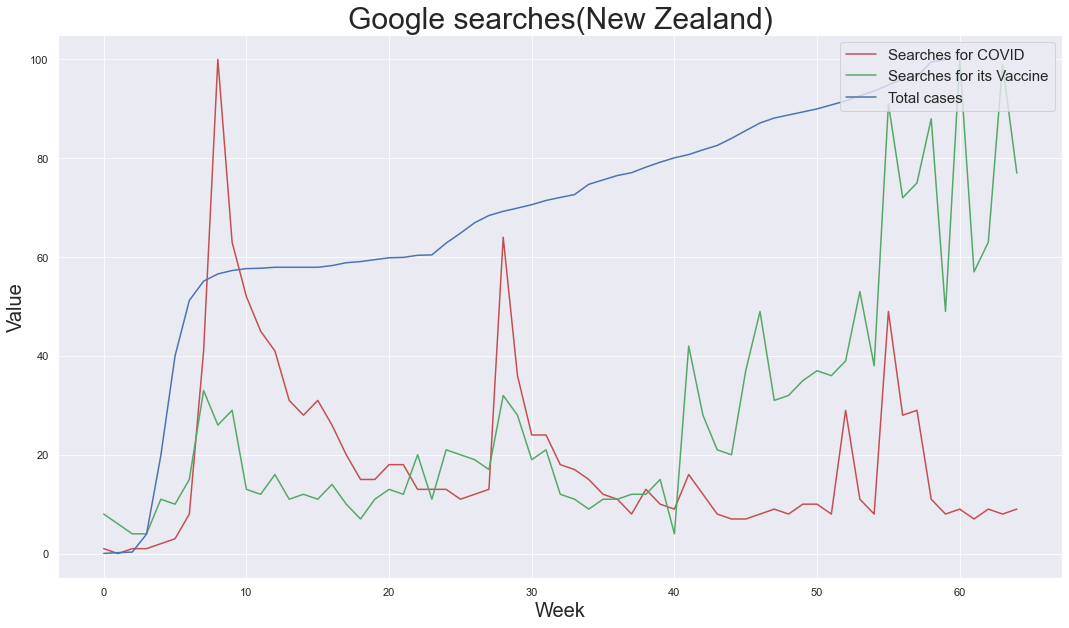 Google searches(New Zealand)
Searches for COVID
Searches for its Vaccine
Total cases
Value
100
80
60
40
20
0
0 10 20 30 40 50 60
Week